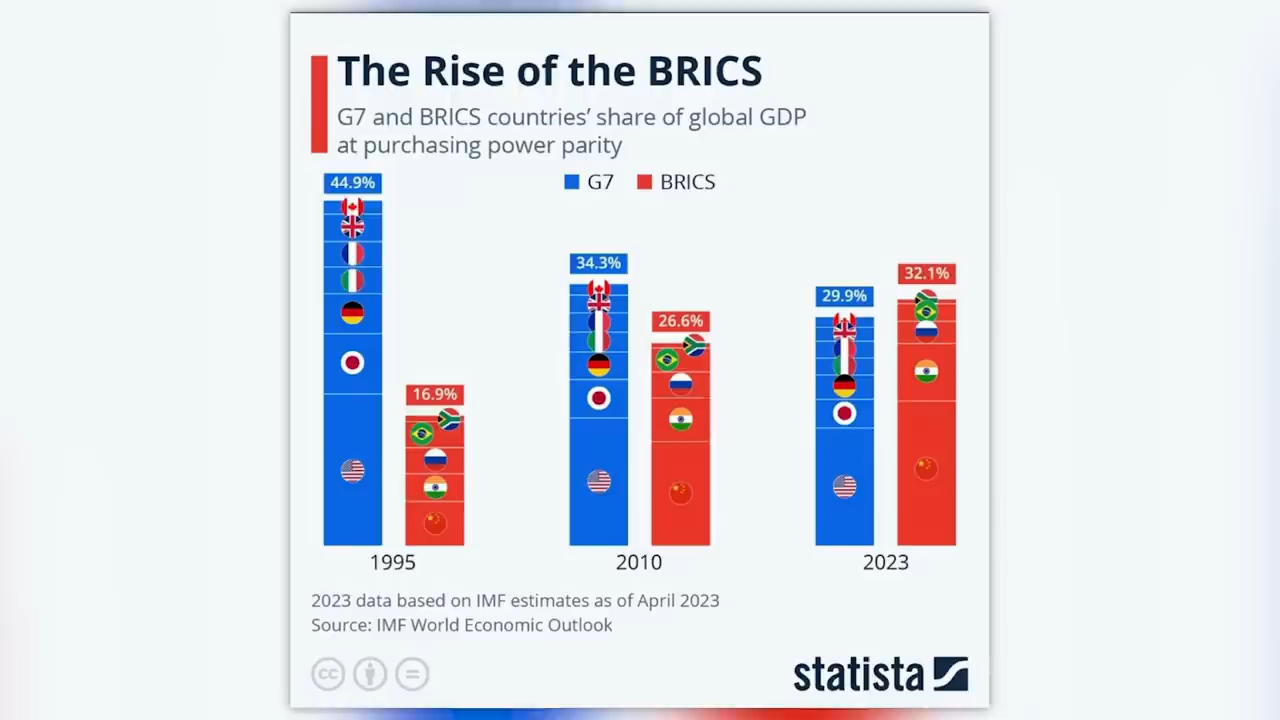 The Rise of the BRICS
G7 and BRICS countries' share of global GDP
at purchasing power parity
G7 BRICS
44.9%
16.9%
34.3%
26.6%
29.9%
32.1%
1995 2010 2023
2023 data based on IMF estimates as of April 2023
Source: IMF World Economic Outlook
cc =
statista